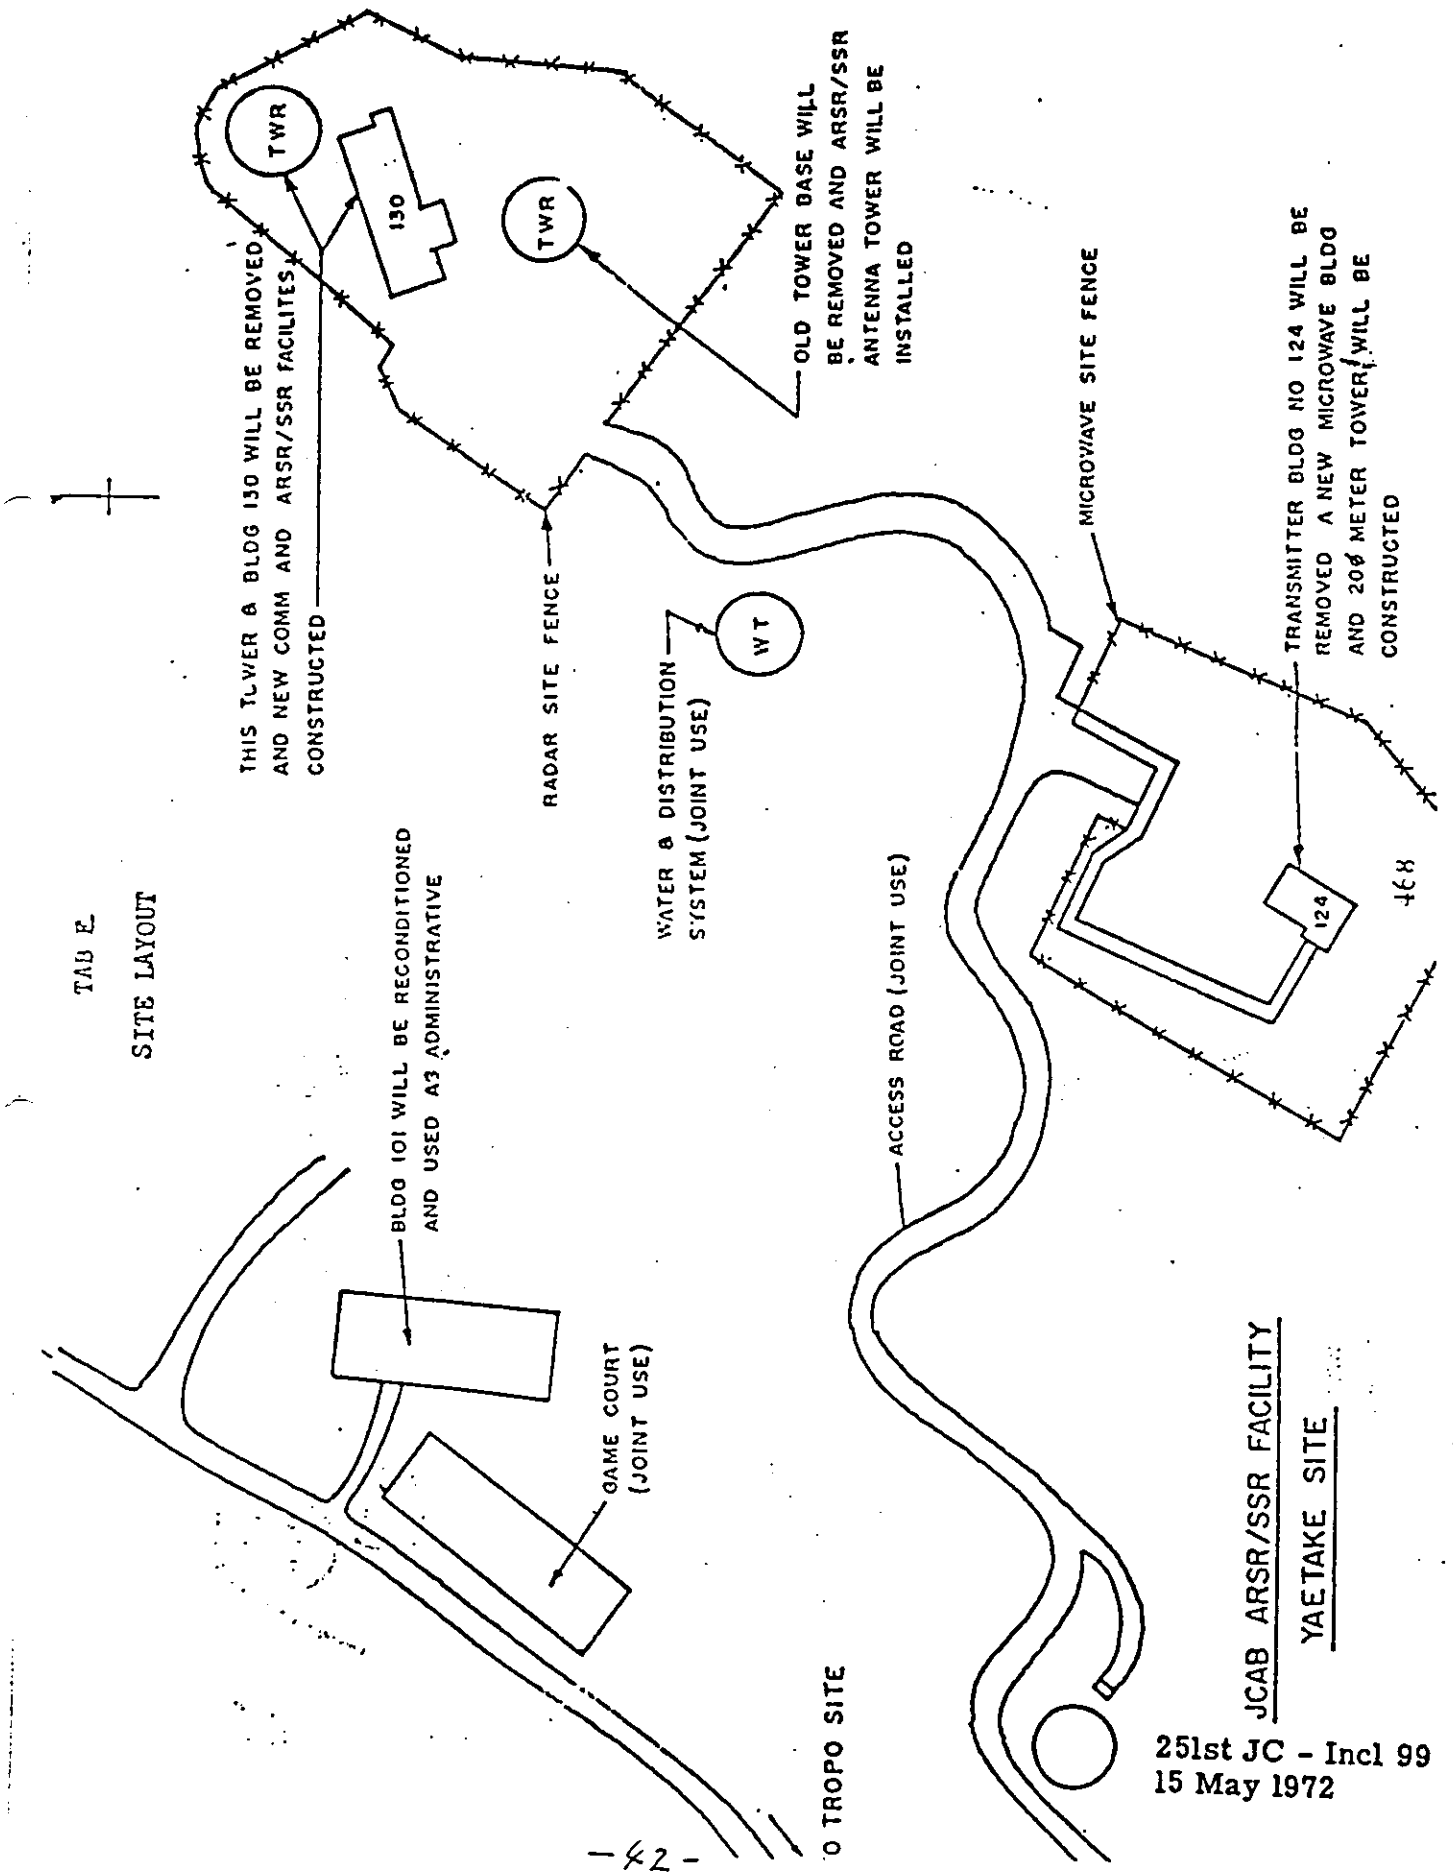 TAB E
SITE LAYOUT
THIS TOWER & BLDG 130 WILL BE REMOVED
AND NEW COMM AND ARSR/SSR FACILITES
CONSTRUCTED
TWR
130
TWR
OLD TOWER BASE WILL
BE REMOVED AND ARSR/SSR
ANTENNA TOWER WILL BE
INSTALLED
RADAR SITE FENCE
WATER & DISTRIBUTION
SYSTEM (JOINT USE)
WT
BLDG 101 WILL BE RECONDITIONED
AND USED AS ADMINISTRATIVE
GAME COURT
(JOINT USE)
ACCESS ROAD (JOINT USE)
MICROWAVE SITE FENCE
TRANSMITTER BLDG NO 124 WILL BE
REMOVED A NEW MICROWAVE BLDG
AND 200 METER TOWER WILL BE
CONSTRUCTED
124
468
O TROPO SITE
JCAB ARSR/SSR FACILITY
YAETAKE SITE
251st JC - Incl 99
15 May 1972
-42-